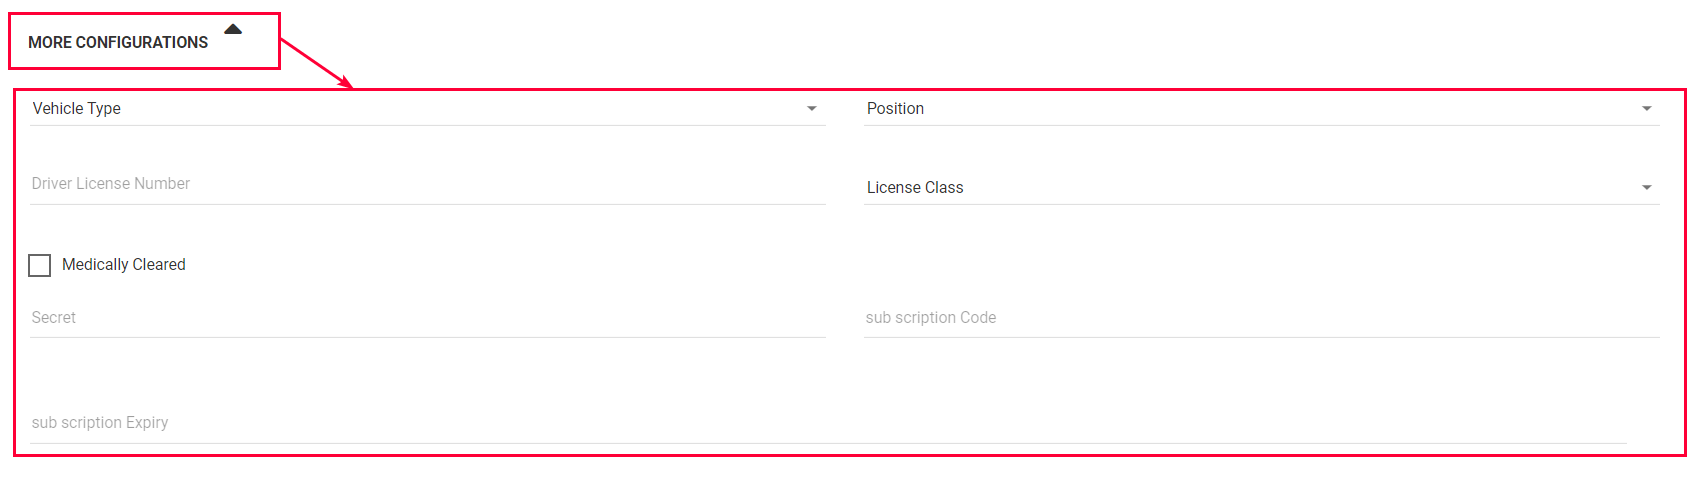 MORE CONFIGURATIONS
Vehicle Type
Position
Driver License Number
License Class
Medically Cleared
Secret
sub scription Code
sub scription Expiry